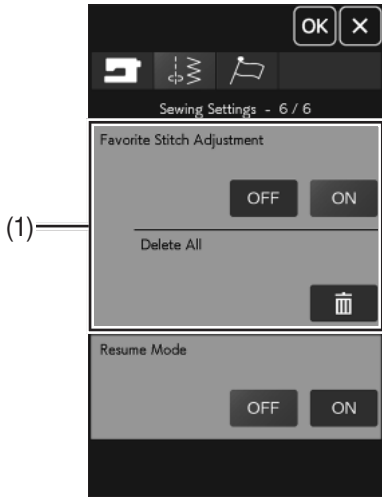 OK X
Sewing Settings - 6 / 6
Favorite Stitch Adjustment
OFF ON
Delete All
(1)
Resume Mode
OFF ON